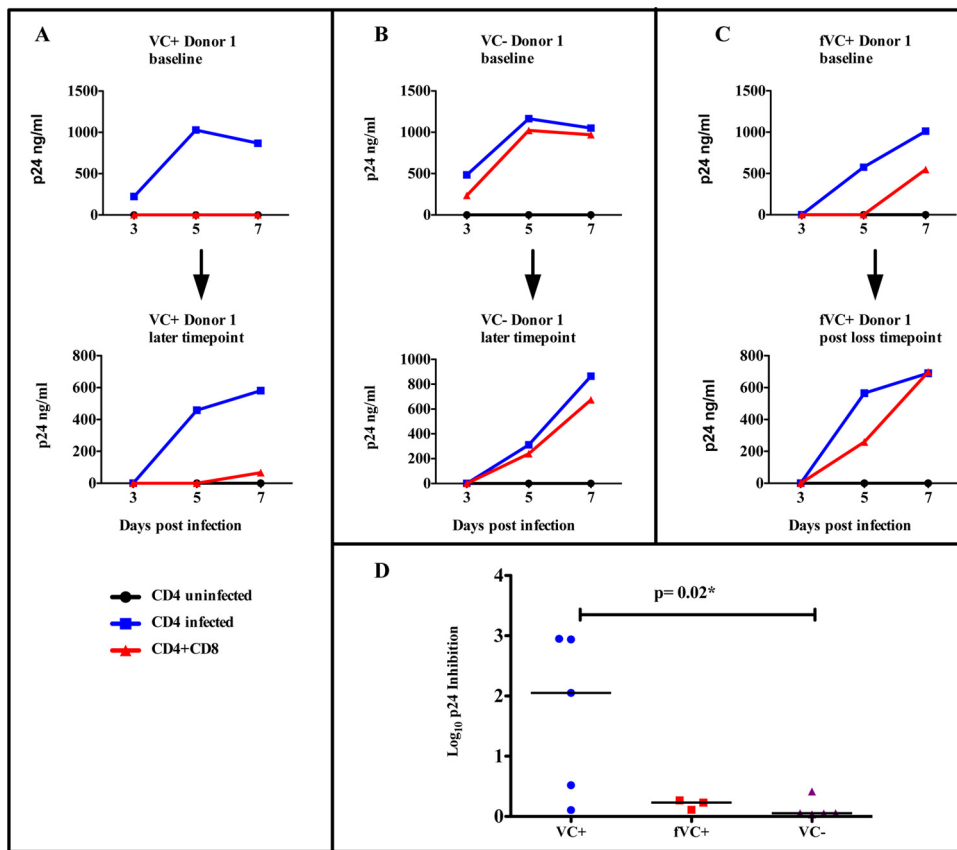 A
VC+ Donor 1
baseline
p24 ng/ml
1500
1000
500
0
3 5 7
VC+ Donor 1
later timepoint
p24 ng/ml
800
600
400
200
0
3 5 7
Days post infection
CD4 uninfected
CD4 infected
CD4+CD8
B
VC- Donor 1
baseline
p24 ng/ml
1500
1000
500
0
3 5 7
VC- Donor 1
later timepoint
p24 ng/ml
1000
800
600
400
200
0
3 5 7
Days post infection
C
fVC+ Donor 1
baseline
p24 ng/ml
1500
1000
500
0
3 5 7
fVC+ Donor 1
post loss timepoint
p24 ng/ml
800
600
400
200
0
3 5 7
Days post infection
D
p= 0.02*
Log10 p24 Inhibition
4
3
2
1
0
VC+ fVC+ VC-